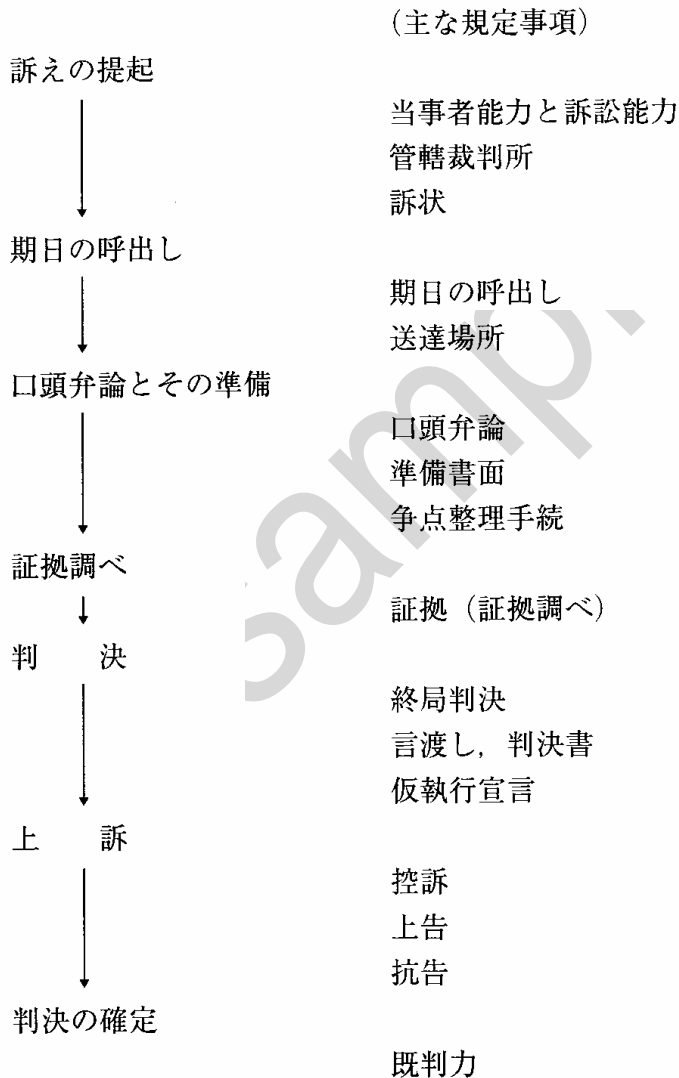 (主な規定事項)
訴えの提起
当事者能力と訴訟能力
管轄裁判所
訴状
期日の呼出し
期日の呼出し
送達場所
口頭弁論とその準備
口頭弁論
準備書面
争点整理手続
証拠調べ
証拠(証拠調べ)
判　　決
終局判決
言渡し，判決書
仮執行宣言
上　　訴
控訴
上告
抗告
判決の確定
既判力
sample